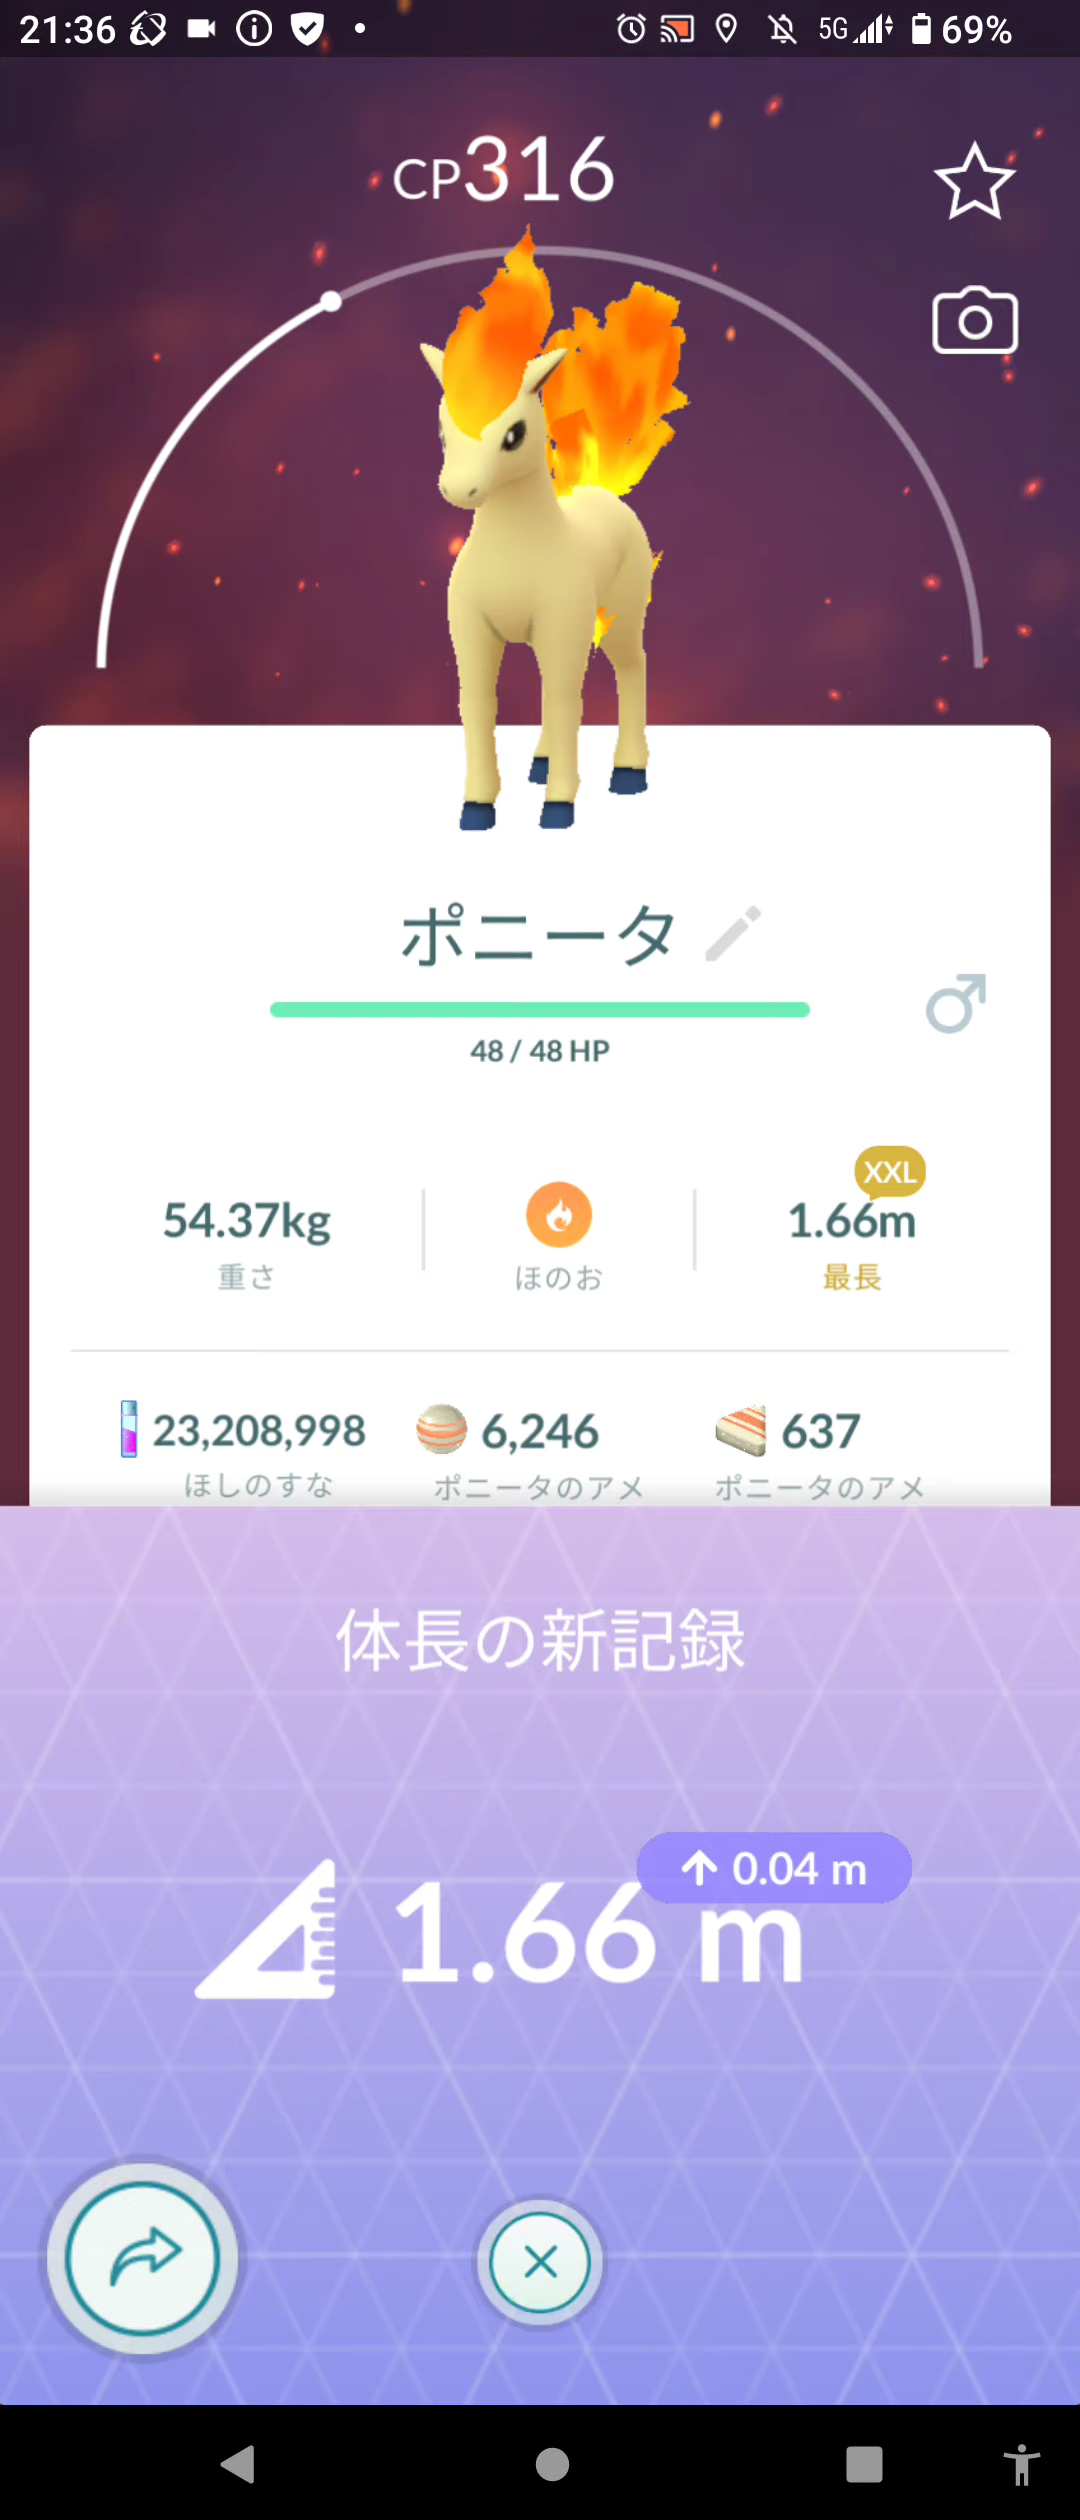 21:36 5G 69%
CP316
ポニータ
48 / 48 HP
XXL
54.37kg 1.66m
重さ ほのお 最長
23,208,998 6,246 637
ほしのすな ポニータのアメ ポニータのアメ
体長の新記録
↑ 0.04 m
1.66 m